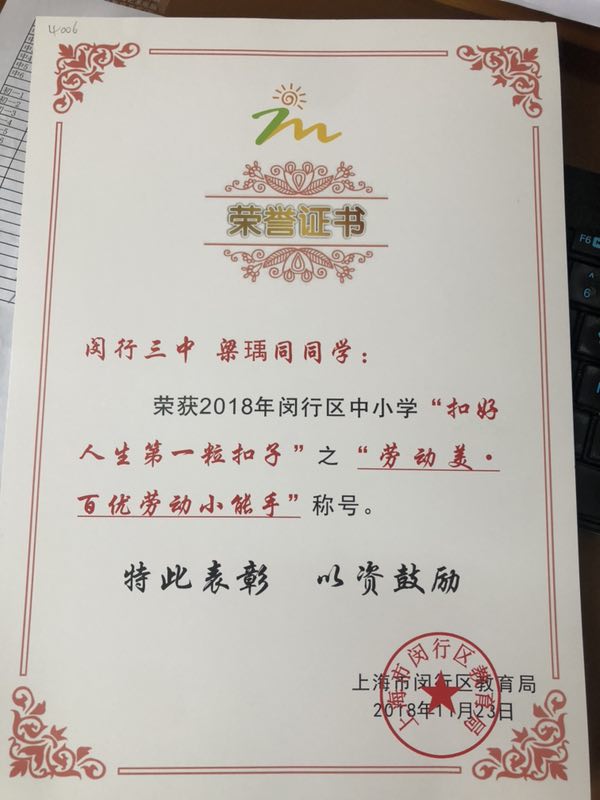 4006
荣誉证书
闵行三中 梁瑀同同学：
荣获2018年闵行区中小学“扣好
人生第一粒扣子”之“劳动美·
百优劳动小能手”称号。
特此表彰 以资鼓励
上海市闵行区教育局
2018年11月23日
上海市闵行区教育局
初一1
F6
6